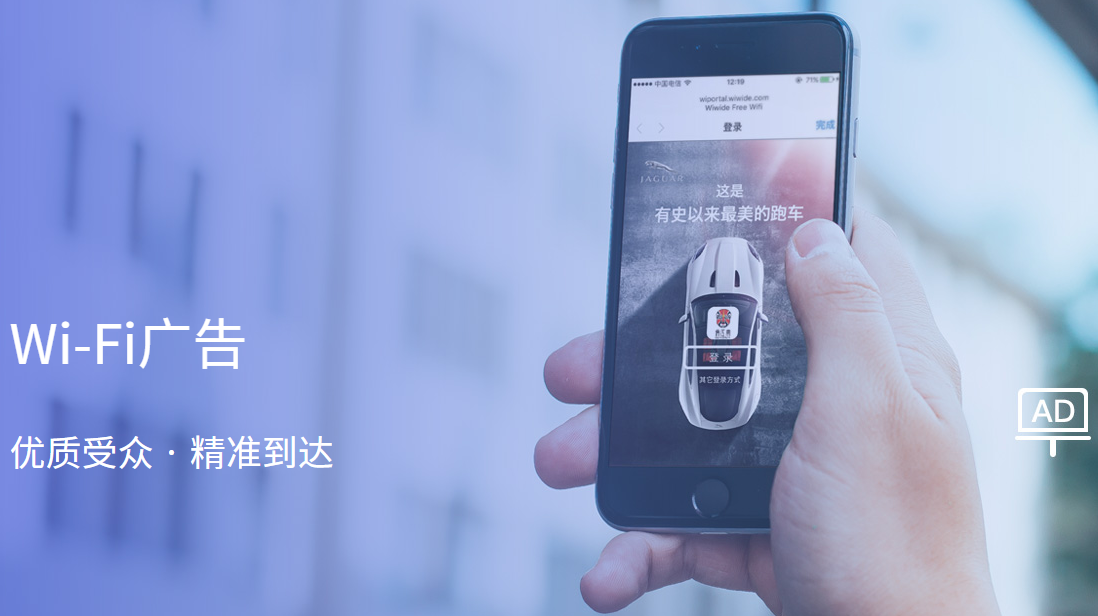 中国电信
12:19
71%
wiportal.wiwide.com
Wiwide Free Wifi
登录
完成
JAGUAR
这是
有史以来最美的跑车
登录
其它登录方式
Wi-Fi广告
优质受众 · 精准到达
AD